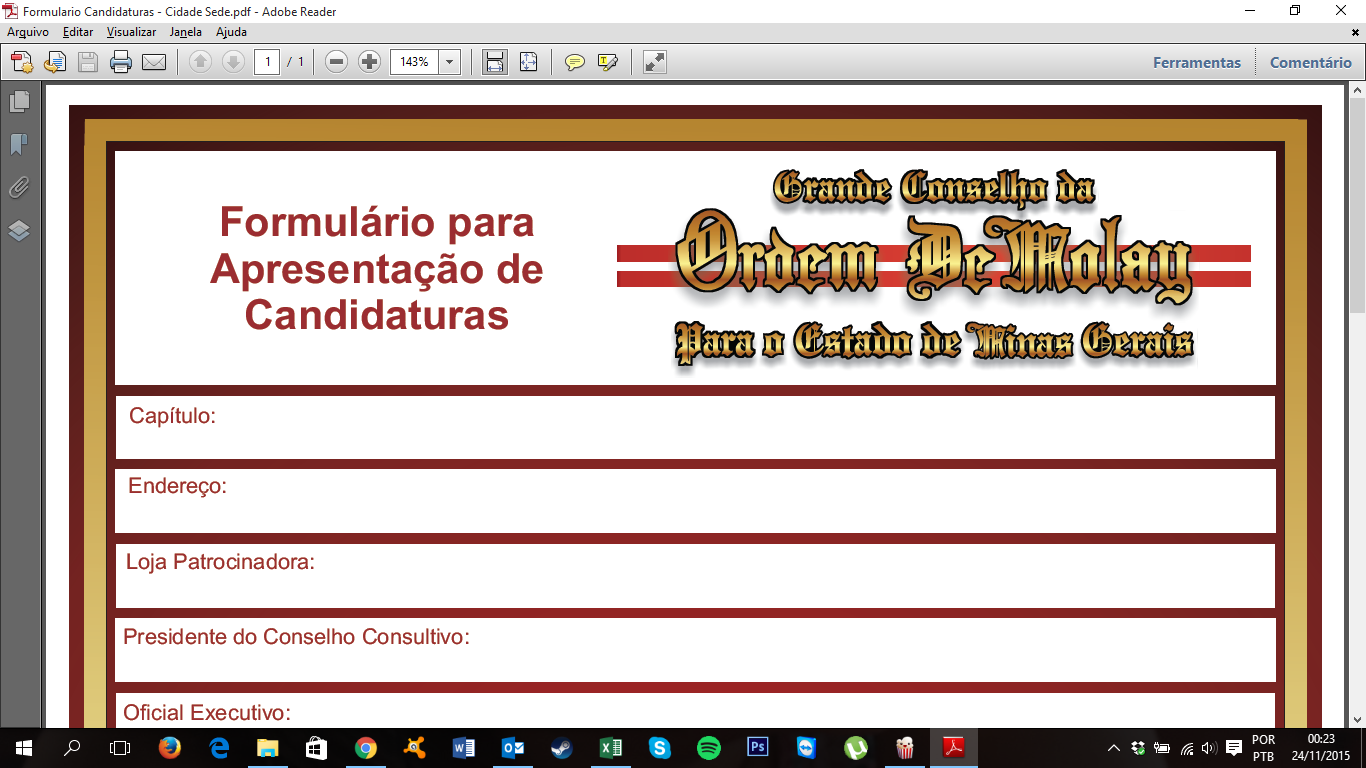 Formulario Candidaturas - Cidade Sede.pdf - Adobe Reader
Arquivo Editar Visualizar Janela Ajuda
1 / 1 143% Ferramentas Comentário
Formulário para
Apresentação de
Candidaturas
Grande Conselho da
Ordem DeMolay
Para o Estado de Minas Gerais
Capítulo:
Endereço:
Loja Patrocinadora:
Presidente do Conselho Consultivo:
Oficial Executivo:
POR 00:23
PTB 24/11/2015